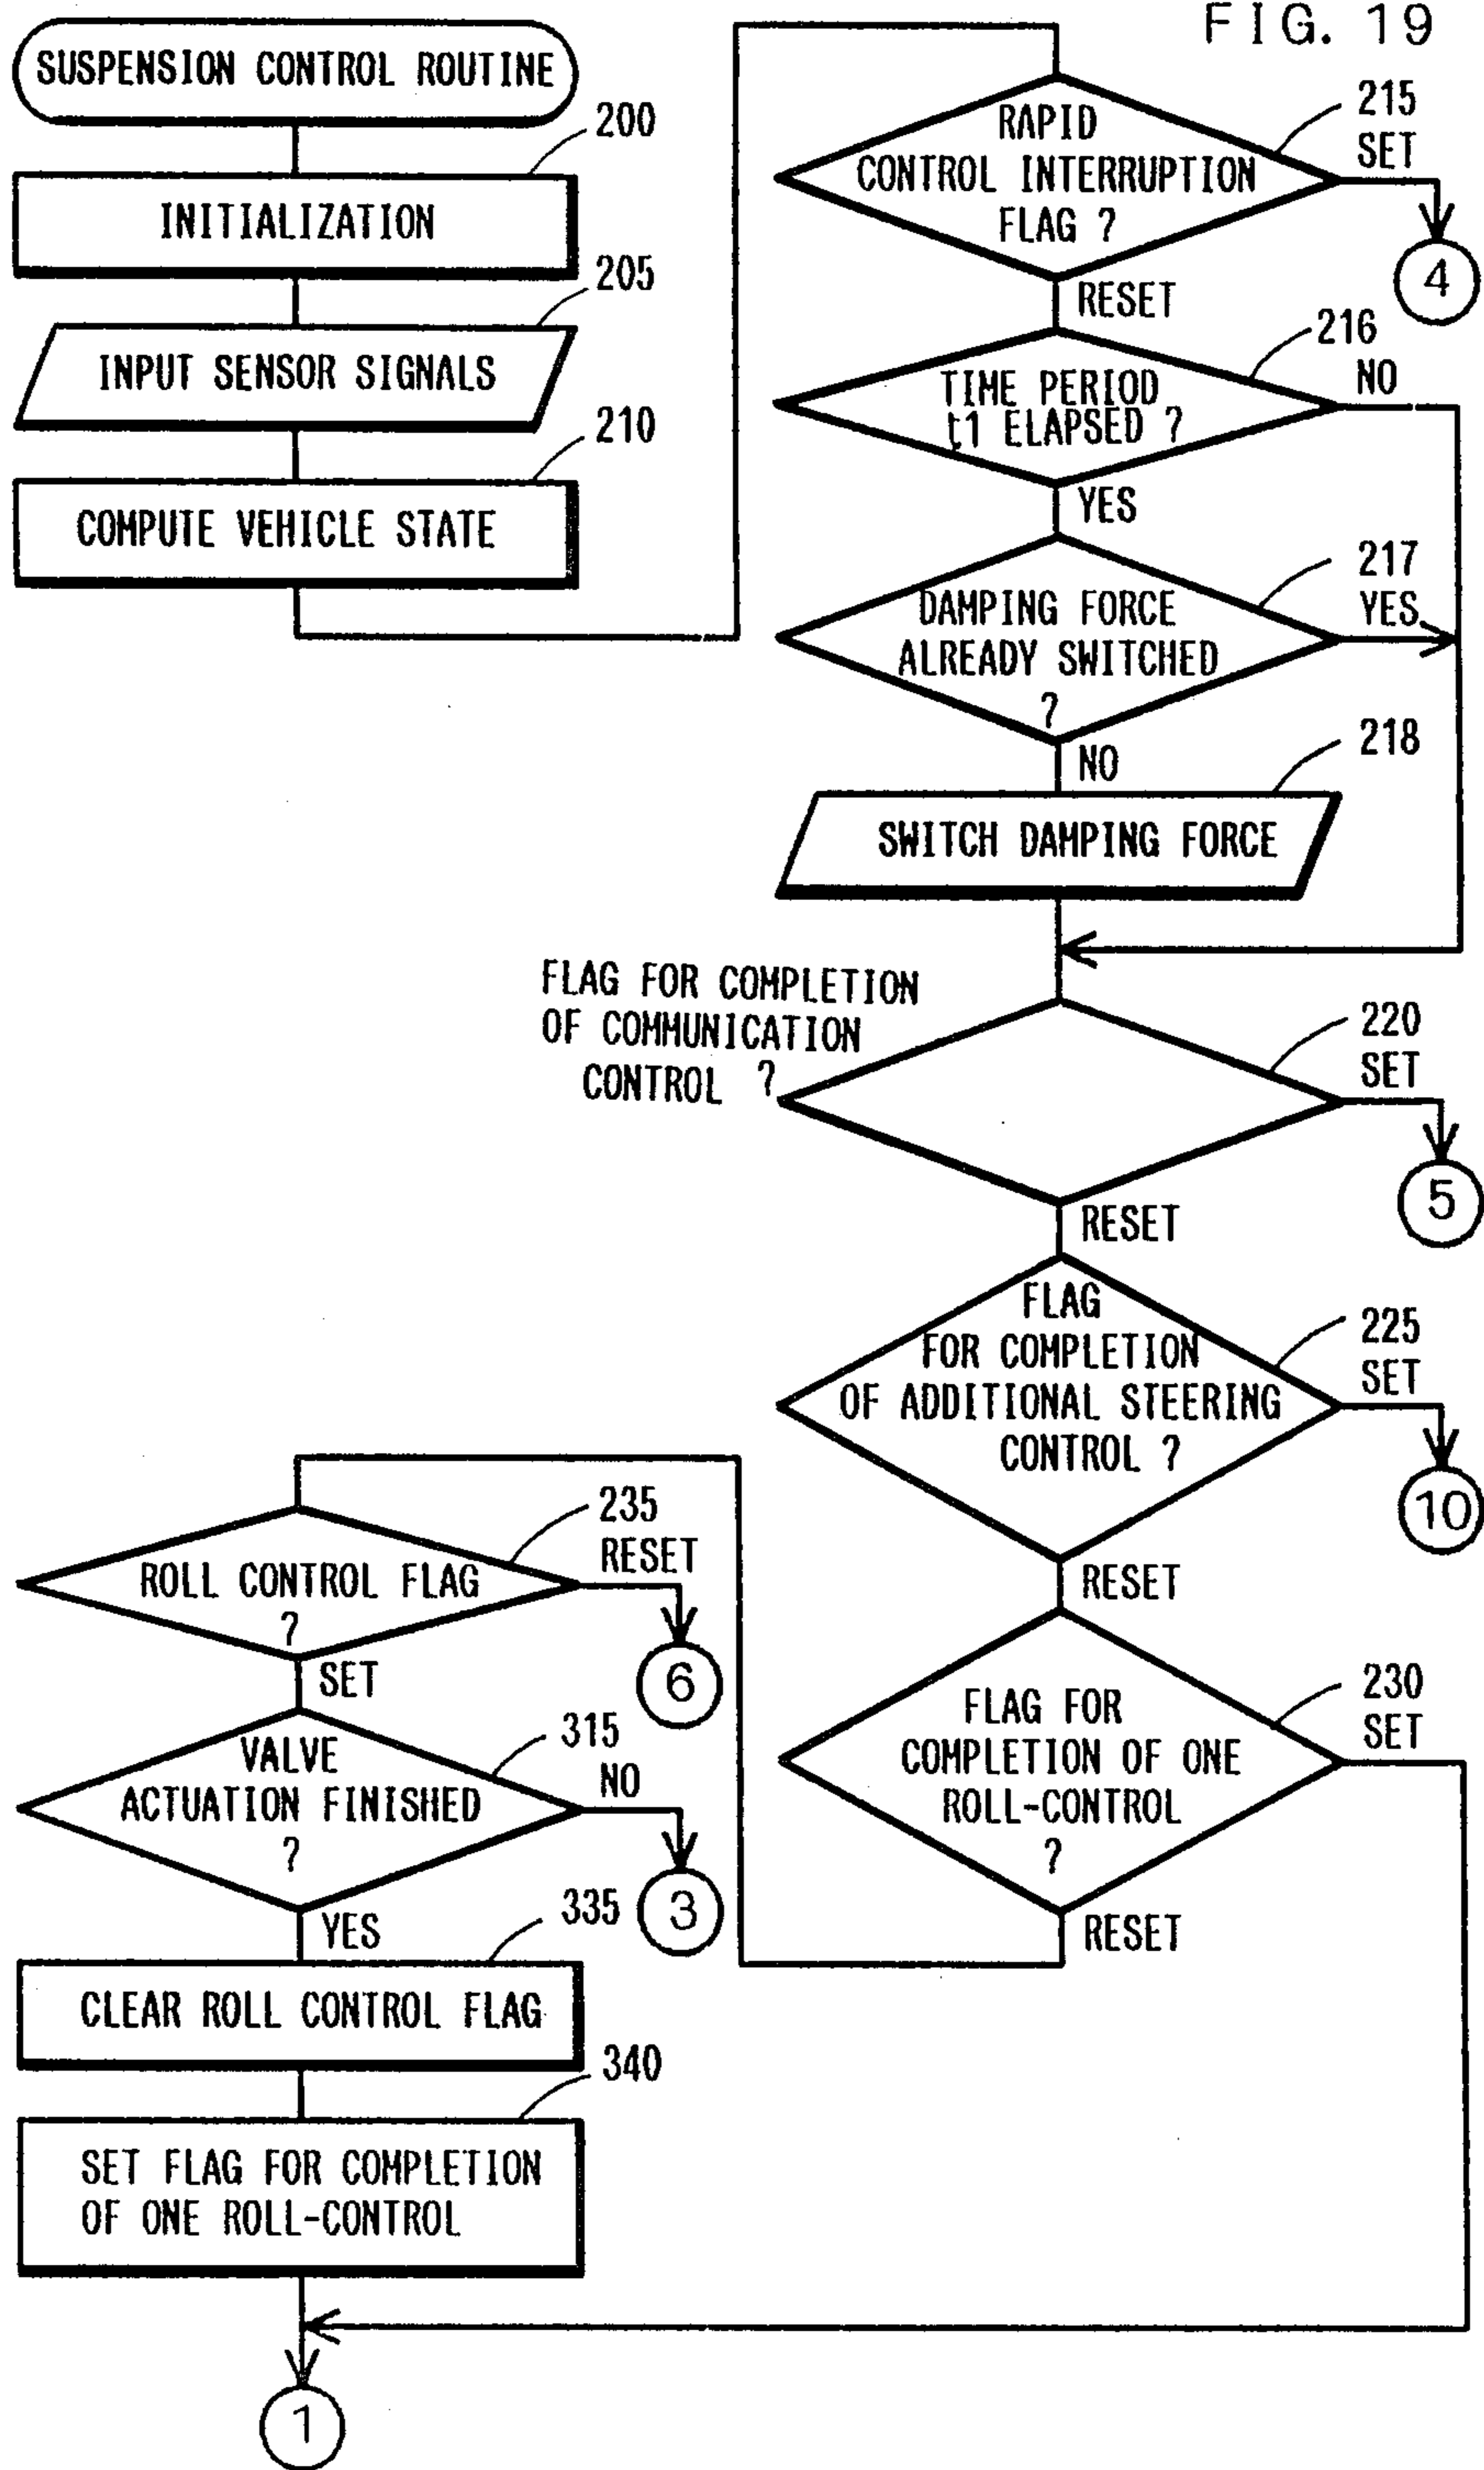 FIG. 19
SUSPENSION CONTROL ROUTINE
200
INITIALIZATION
205
INPUT SENSOR SIGNALS
210
COMPUTE VEHICLE STATE
RAPID
CONTROL INTERRUPTION
FLAG ?
215
SET
4
RESET
216
TIME PERIOD
t1 ELAPSED ?
NO
YES
217
DAMPING FORCE
ALREADY SWITCHED
?
YES
NO
218
SWITCH DAMPING FORCE
FLAG FOR COMPLETION
OF COMMUNICATION
CONTROL ?
220
SET
5
RESET
FLAG
FOR COMPLETION
OF ADDITIONAL STEERING
CONTROL ?
225
SET
10
RESET
FLAG FOR
COMPLETION OF ONE
ROLL-CONTROL
?
230
SET
RESET
235
RESET
ROLL CONTROL FLAG
?
6
SET
VALVE
ACTUATION FINISHED
?
315
NO
3
YES
335
CLEAR ROLL CONTROL FLAG
340
SET FLAG FOR COMPLETION
OF ONE ROLL-CONTROL
1